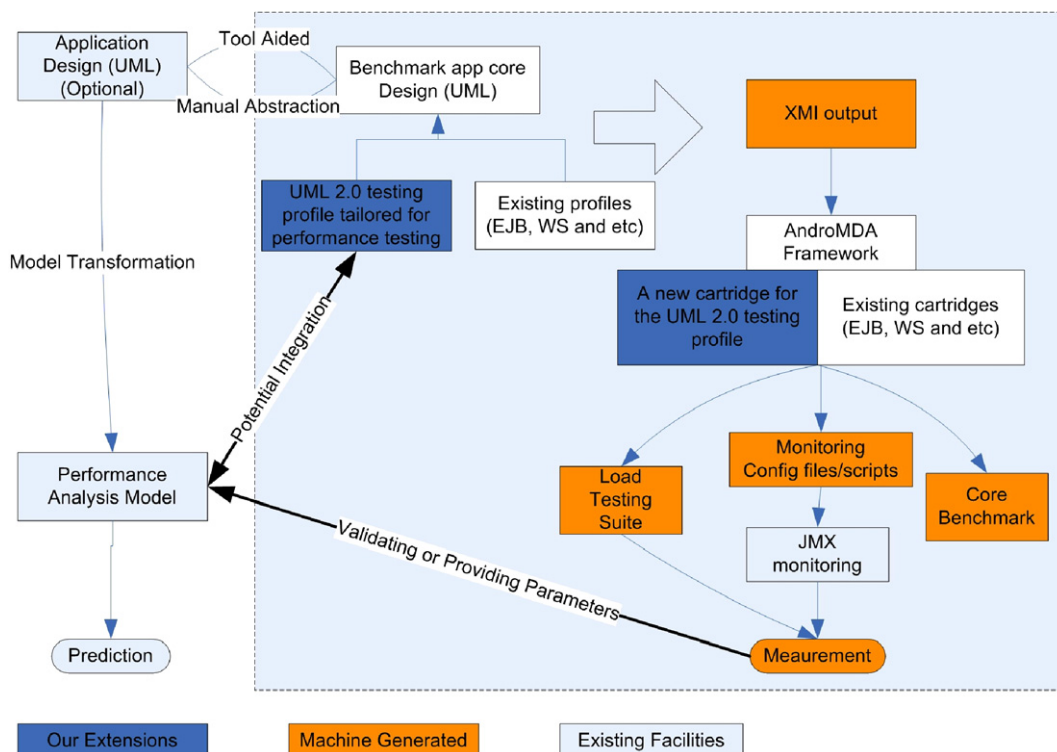 Application
Design (UML)
(Optional)
Tool Aided
Manual Abstraction
Benchmark app core
Design (UML)
XMI output
UML 2.0 testing
profile tailored for
performance testing
Existing profiles
(EJB, WS and etc)
AndroMDA
Framework
Model Transformation
A new cartridge for
the UML 2.0 testing
profile
Existing cartridges
(EJB, WS and etc)
Potential Integration
Performance
Analysis Model
Load
Testing
Suite
Monitoring
Config files/scripts
Core
Benchmark
JMX
monitoring
Validating or Providing Parameters
Prediction
Meaurement
Our Extensions
Machine Generated
Existing Facilities